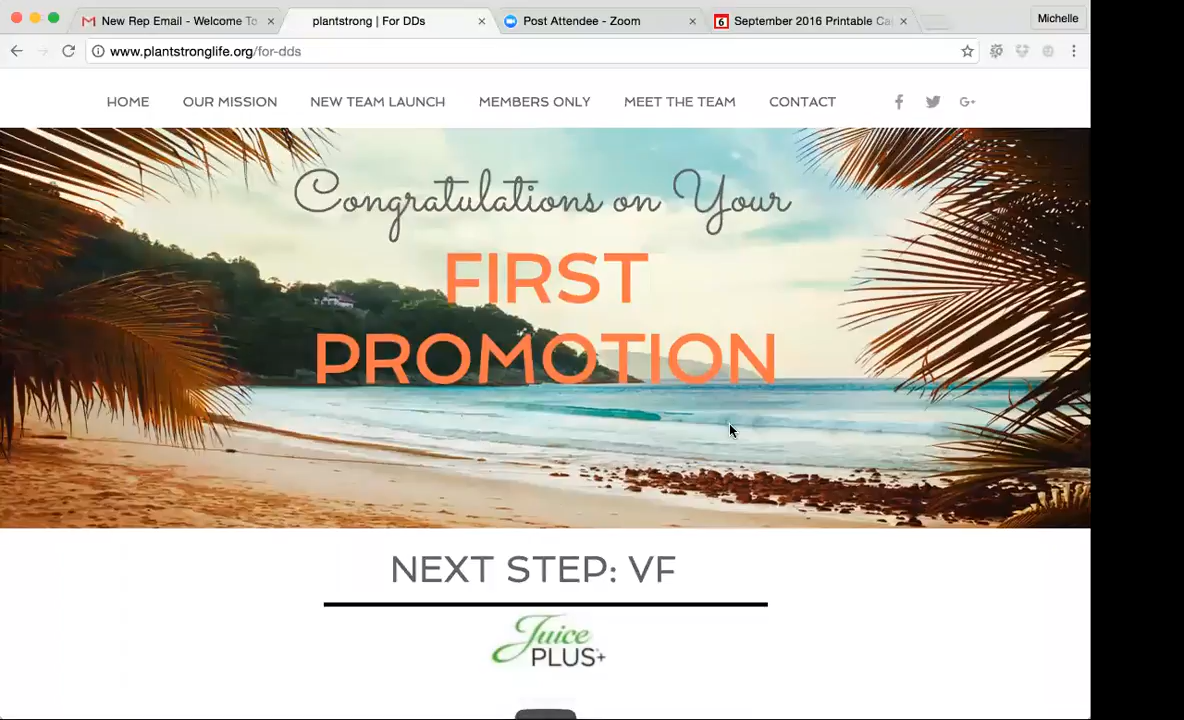 New Rep Email - Welcome To
plantstrong | For DDs
Post Attendee - Zoom
6 September 2016 Printable Ca
Michelle
www.plantstronglife.org/for-dds
HOME OUR MISSION NEW TEAM LAUNCH MEMBERS ONLY MEET THE TEAM CONTACT
Congratulations on Your
FIRST
PROMOTION
NEXT STEP: VF
Juice
PLUS+